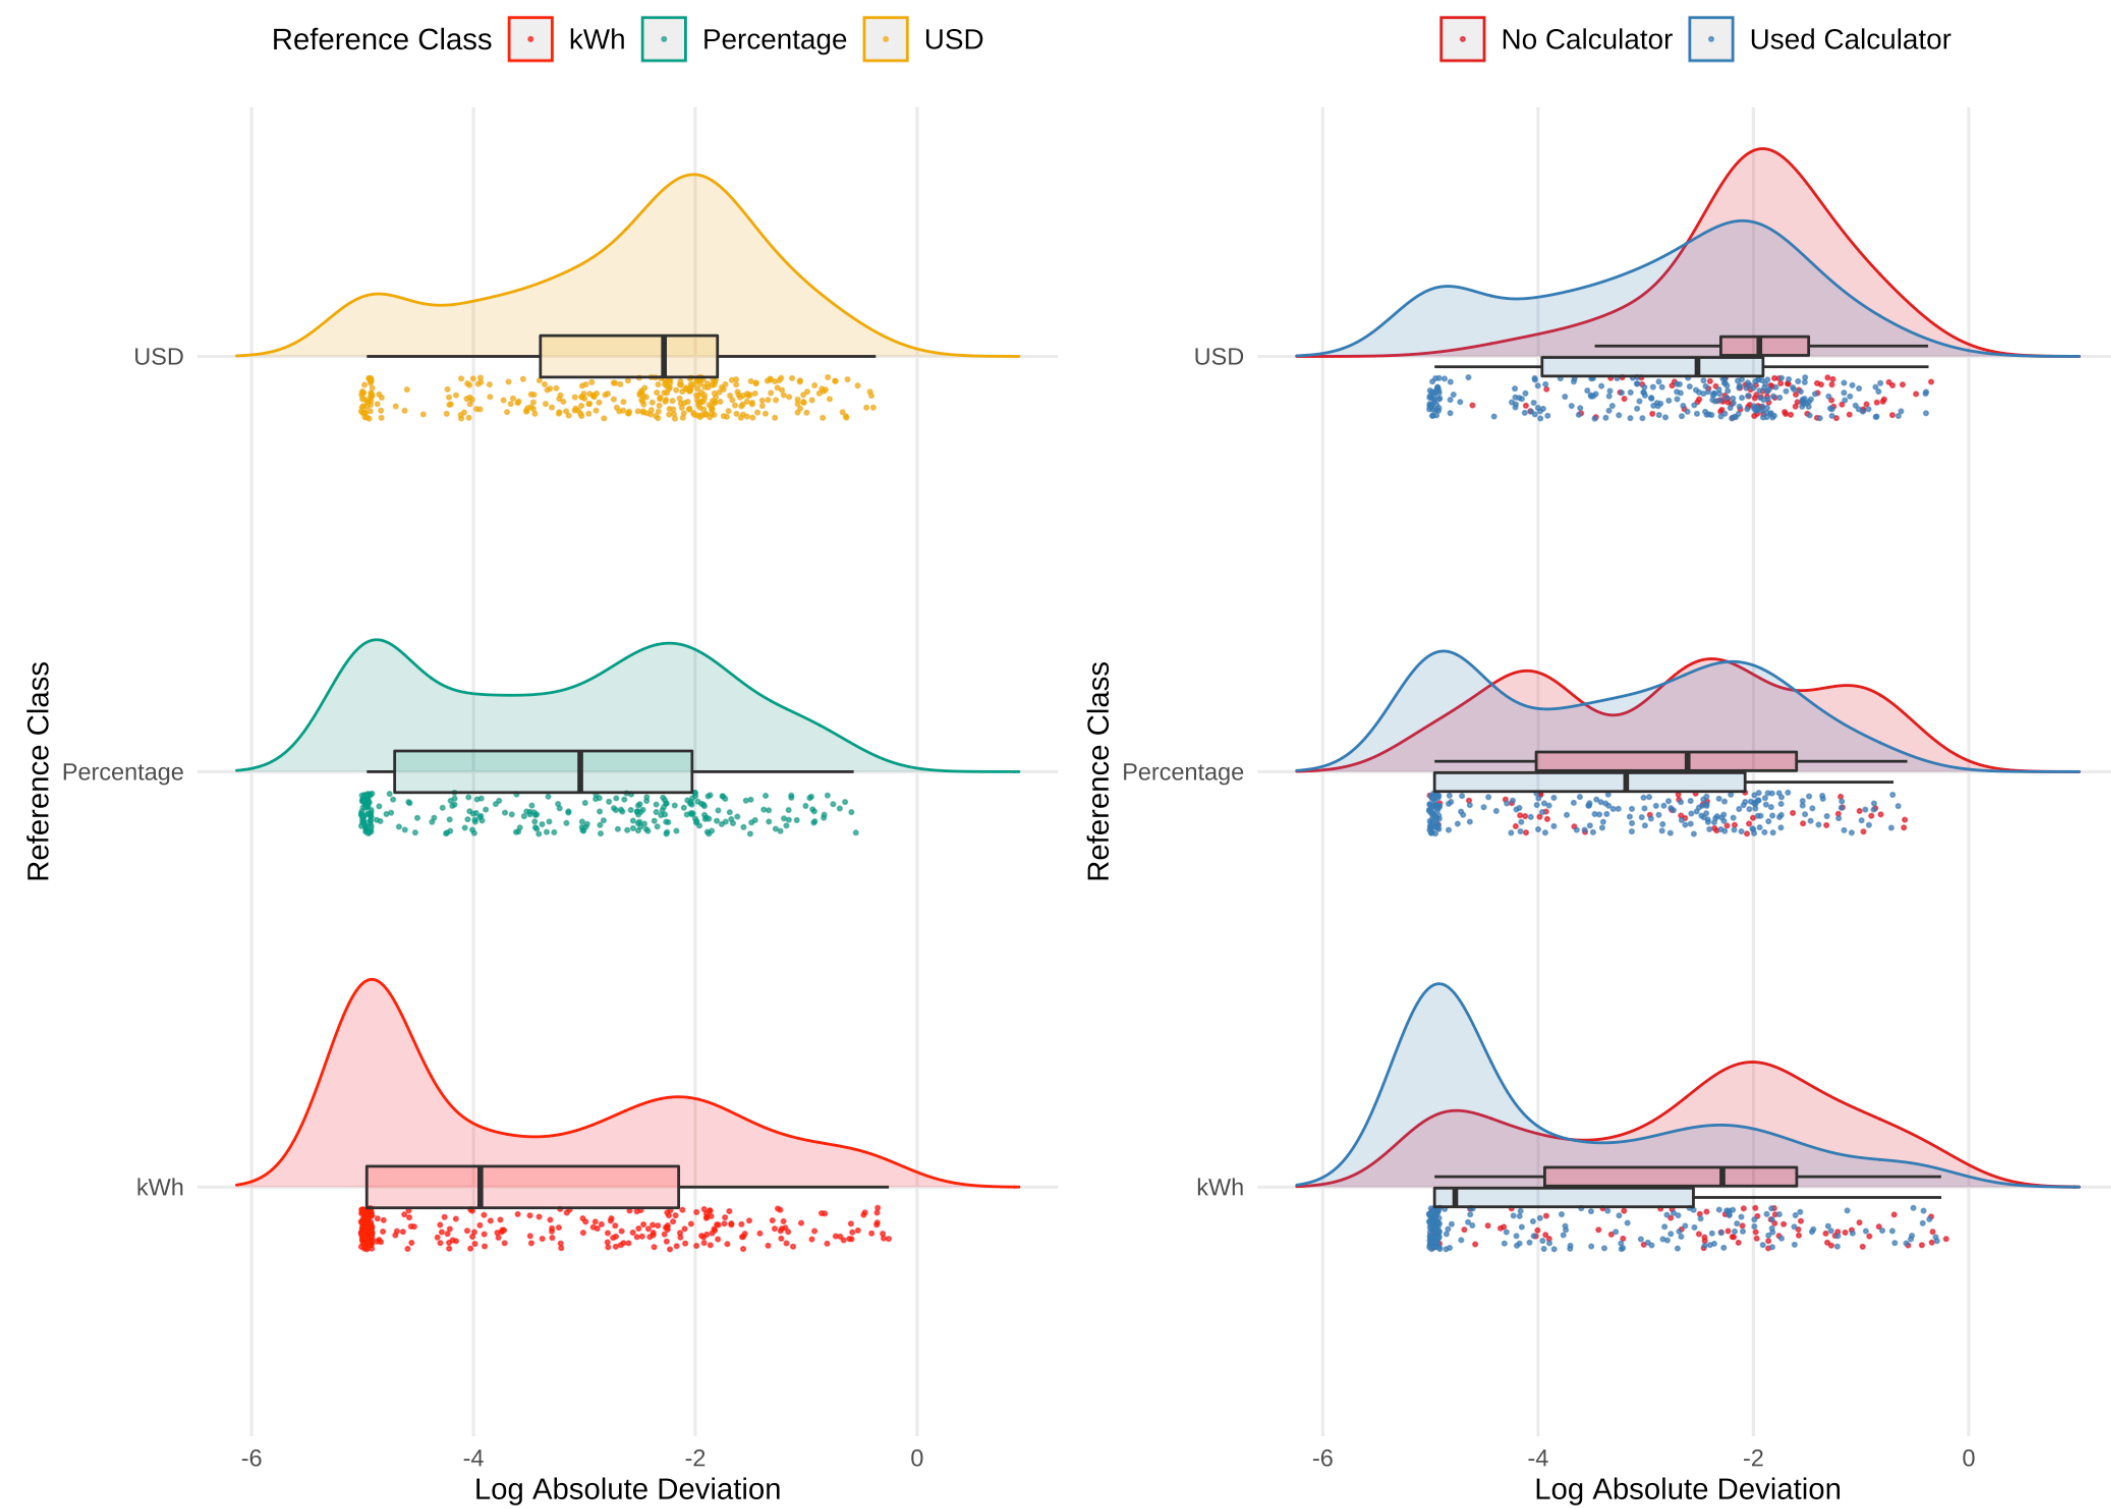 Reference Class kWh Percentage USD
No Calculator Used Calculator
USD
Percentage
kWh
Reference Class
-6 -4 -2 0
Log Absolute Deviation
USD
Percentage
kWh
Reference Class
-6 -4 -2 0
Log Absolute Deviation